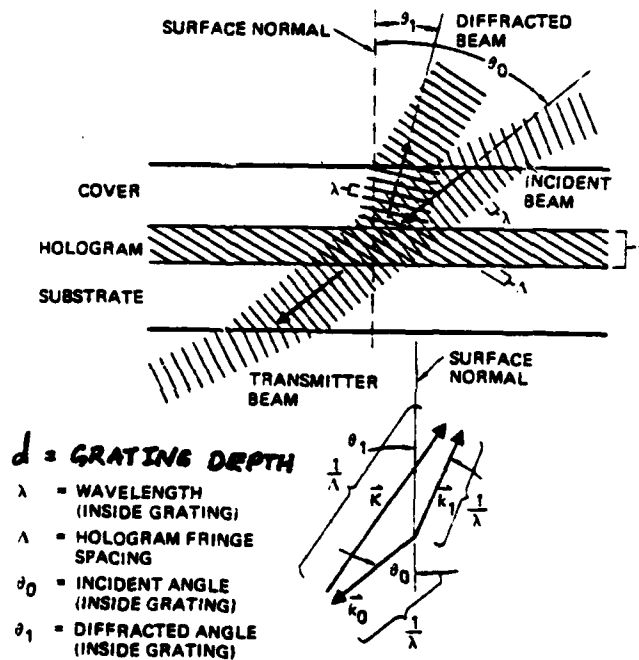 SURFACE NORMAL
θ1
DIFFRACTED
BEAM
θ0
COVER
λ
INCIDENT
BEAM
λ
HOLOGRAM
Λ
SUBSTRATE
TRANSMITTER
BEAM
SURFACE
NORMAL
d = GRATING DEPTH
λ = WAVELENGTH
(INSIDE GRATING)
Λ = HOLOGRAM FRINGE
SPACING
θ0 = INCIDENT ANGLE
(INSIDE GRATING)
θ1 = DIFFRACTED ANGLE
(INSIDE GRATING)
θ1
1/Λ
K
k1
1/λ
θ0
k0
1/λ